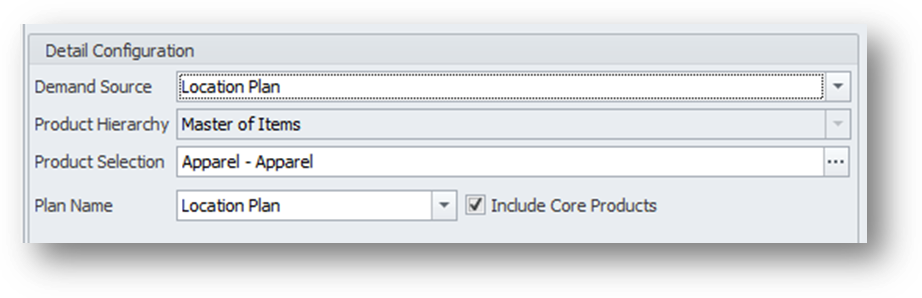 Detail Configuration
Demand Source Location Plan
Product Hierarchy Master of Items
Product Selection Apparel - Apparel ...
Plan Name Location Plan Include Core Products